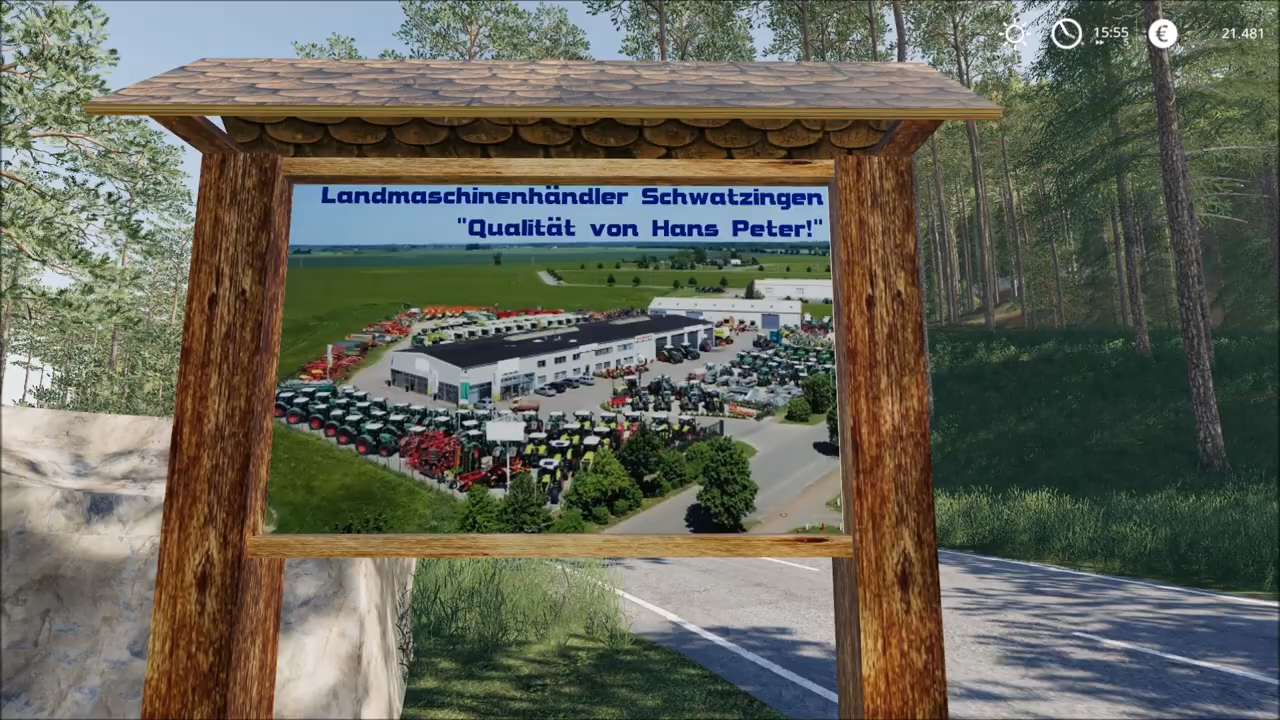 15:55
€
21.481
Landmaschinenhändler Schwatzingen
"Qualität von Hans Peter!"